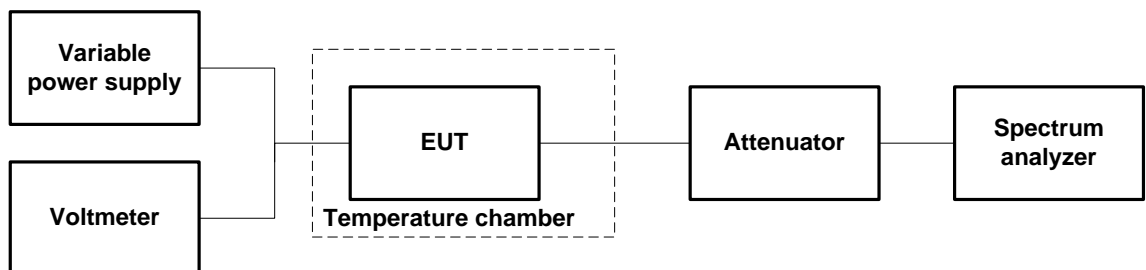 Variable
power supply
Voltmeter
EUT
Temperature chamber
Attenuator
Spectrum
analyzer